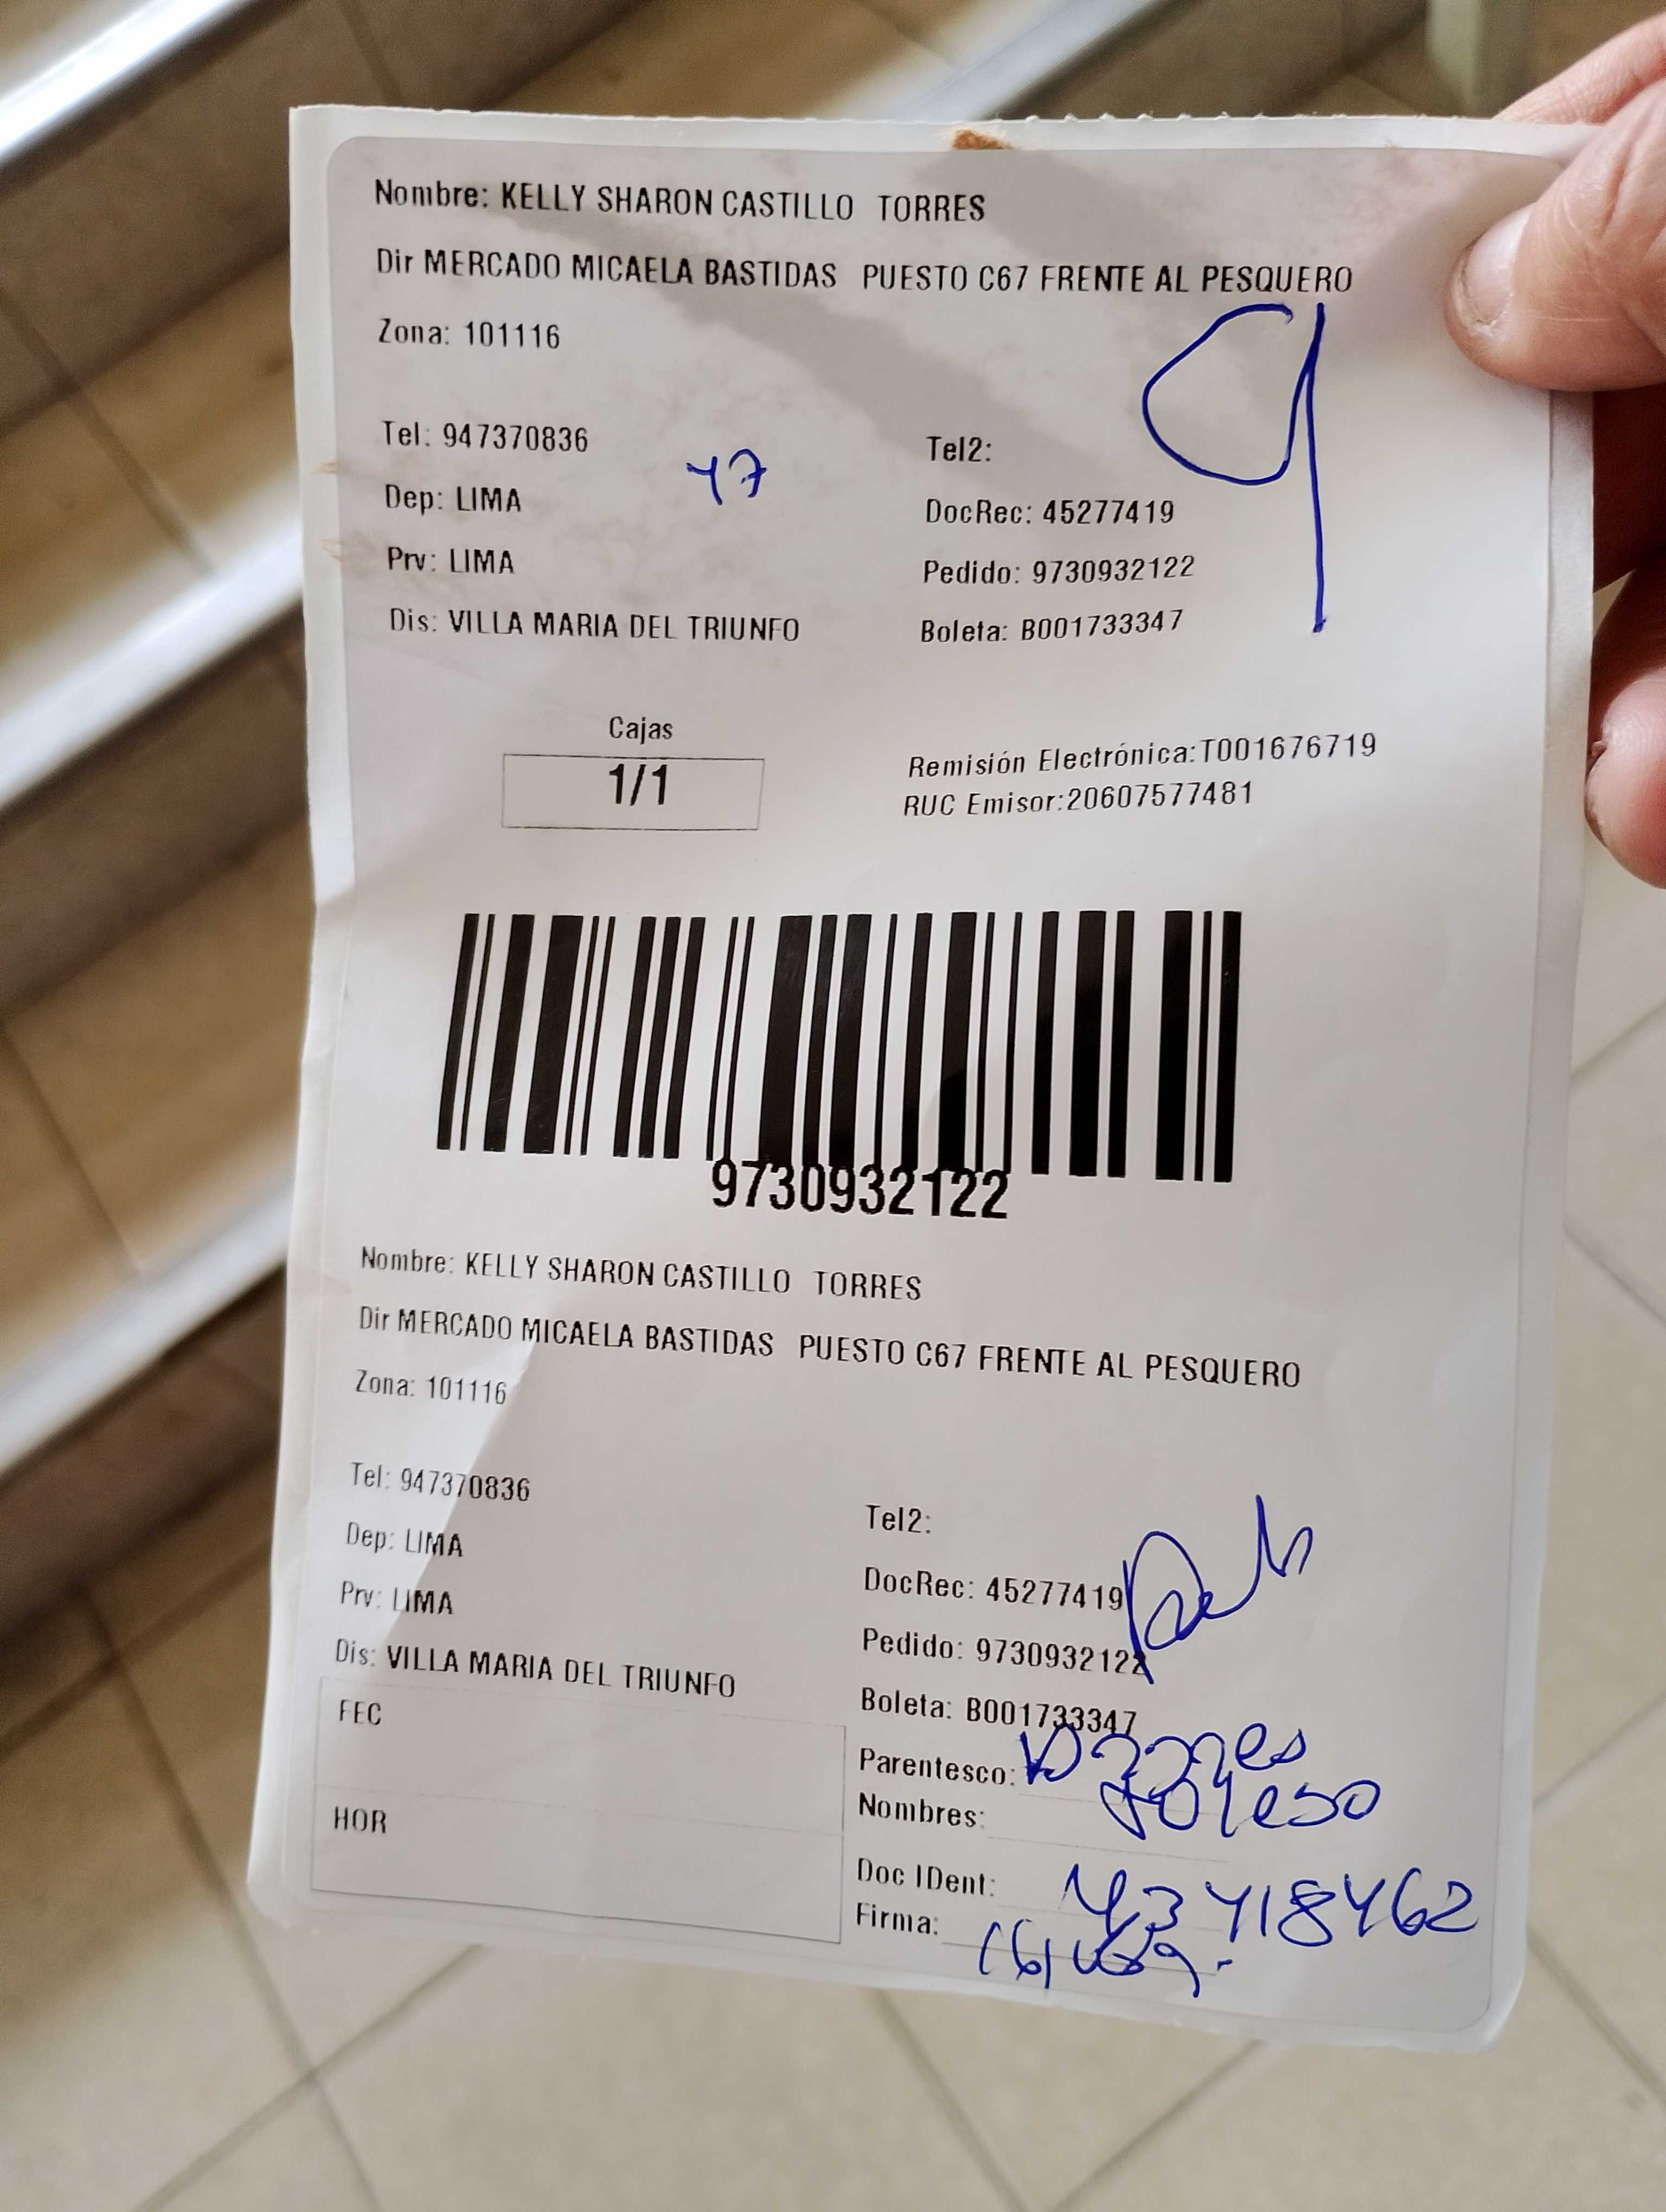 Nombre: KELLY SHARON CASTILLO TORRES
Dir MERCADO MICAELA BASTIDAS PUESTO C67 FRENTE AL PESQUERO
Zona: 101116
Tel: 947370836
47
Tel2:
Dep: LIMA
DocRec: 45277419
Prv: LIMA
Pedido: 9730932122
Dis: VILLA MARIA DEL TRIUNFO
Boleta: B001733347
9
Cajas
1/1
Remisión Electrónica:T001676719
RUC Emisor:20607577481
9730932122
Nombre: KELLY SHARON CASTILLO TORRES
Dir MERCADO MICAELA BASTIDAS PUESTO C67 FRENTE AL PESQUERO
Zona: 101116
Tel: 947370836
Tel2:
Dep: LIMA
DocRec: 45277419
Prv: LIMA
Pedido: 9730932122
Dis: VILLA MARIA DEL TRIUNFO
Boleta: B001733347
FEC
Parentesco:
Nombres:
HOR
Doc IDent: 43418462
Firma: